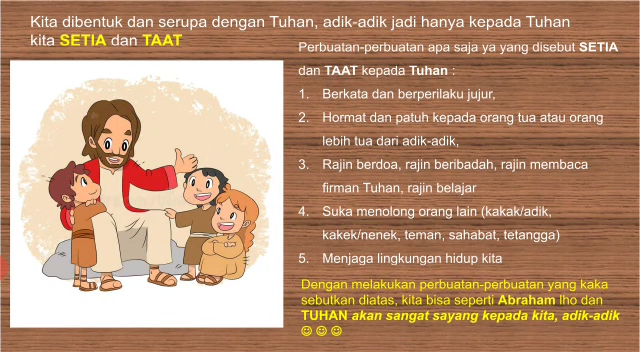 Kita dibentuk dan serupa dengan Tuhan, adik-adik jadi hanya kepada Tuhan
kita SETIA dan TAAT
Perbuatan-perbuatan apa saja ya yang disebut SETIA
dan TAAT kepada Tuhan :
1. Berkata dan berperilaku jujur,
2. Hormat dan patuh kepada orang tua atau orang
lebih tua dari adik-adik,
3. Rajin berdoa, rajin beribadah, rajin membaca
firman Tuhan, rajin belajar
4. Suka menolong orang lain (kakak/adik,
kakek/nenek, teman, sahabat, tetangga)
5. Menjaga lingkungan hidup kita
Dengan melakukan perbuatan-perbuatan yang kaka
sebutkan diatas, kita bisa seperti Abraham lho dan
TUHAN akan sangat sayang kepada kita, adik-adik
☺ ☺ ☺